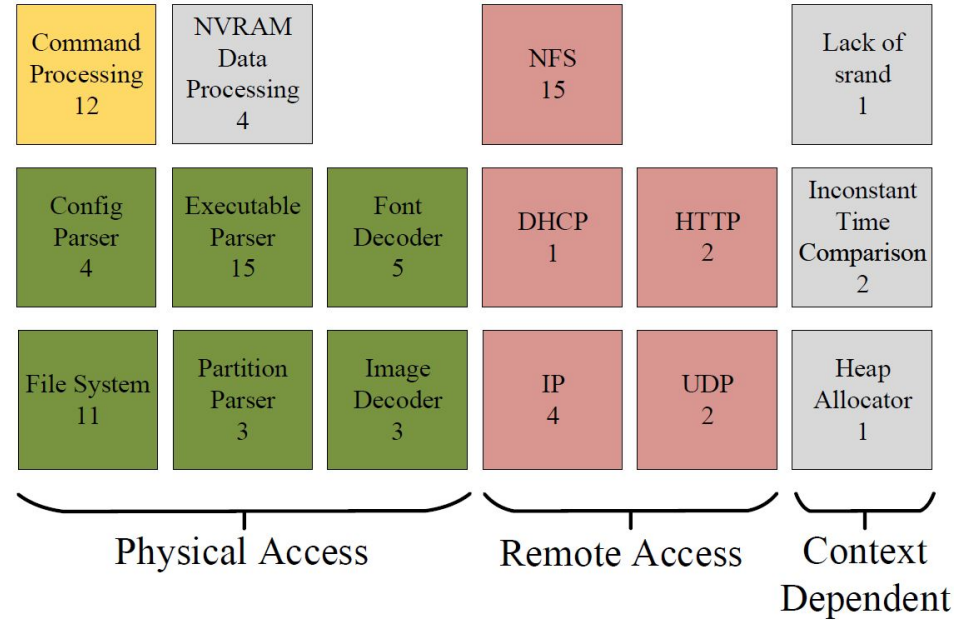 Command
Processing
12
NVRAM
Data
Processing
4
NFS
15
Lack of
srand
1
Config
Parser
4
Executable
Parser
15
Font
Decoder
5
DHCP
1
HTTP
2
Inconstant
Time
Comparison
2
File System
11
Partition
Parser
3
Image
Decoder
3
IP
4
UDP
2
Heap
Allocator
1
Physical Access
Remote Access
Context
Dependent